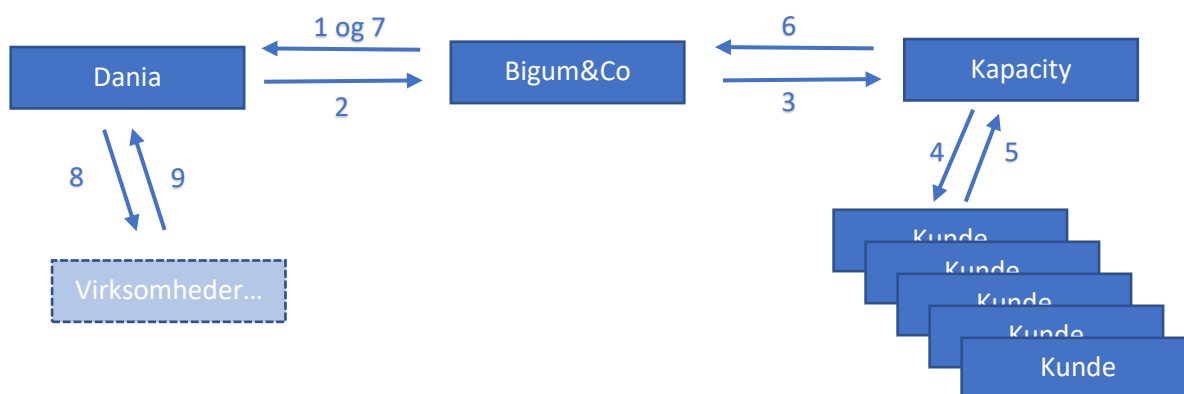 1 og 7
6
Dania
Bigum&Co
Kapacity
2
3
8
9
4
5
Kunde
Kunde
Virksomheder...
Kunde
Kunde
Kunde